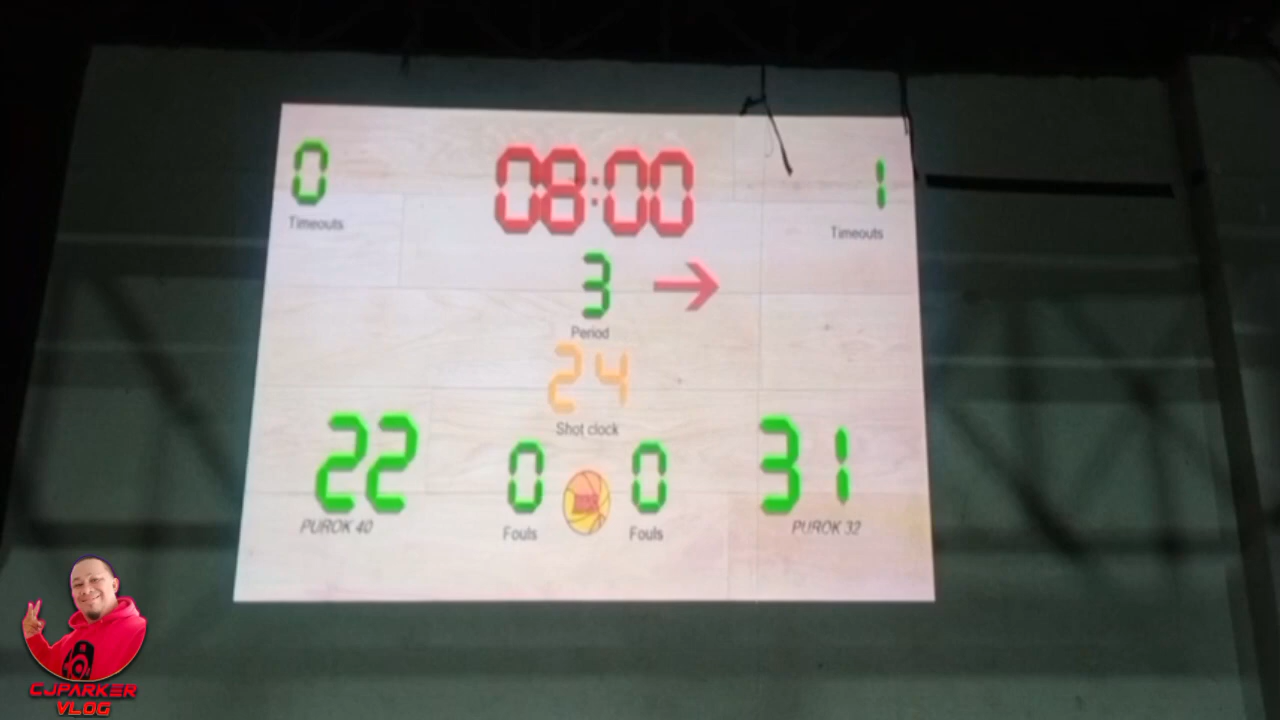 0
Timeouts
08:00
1
Timeouts
3
Period
24
Shot clock
22
PUROK 40
0
Fouls
0
Fouls
31
PUROK 32
CJPARKER
VLOG